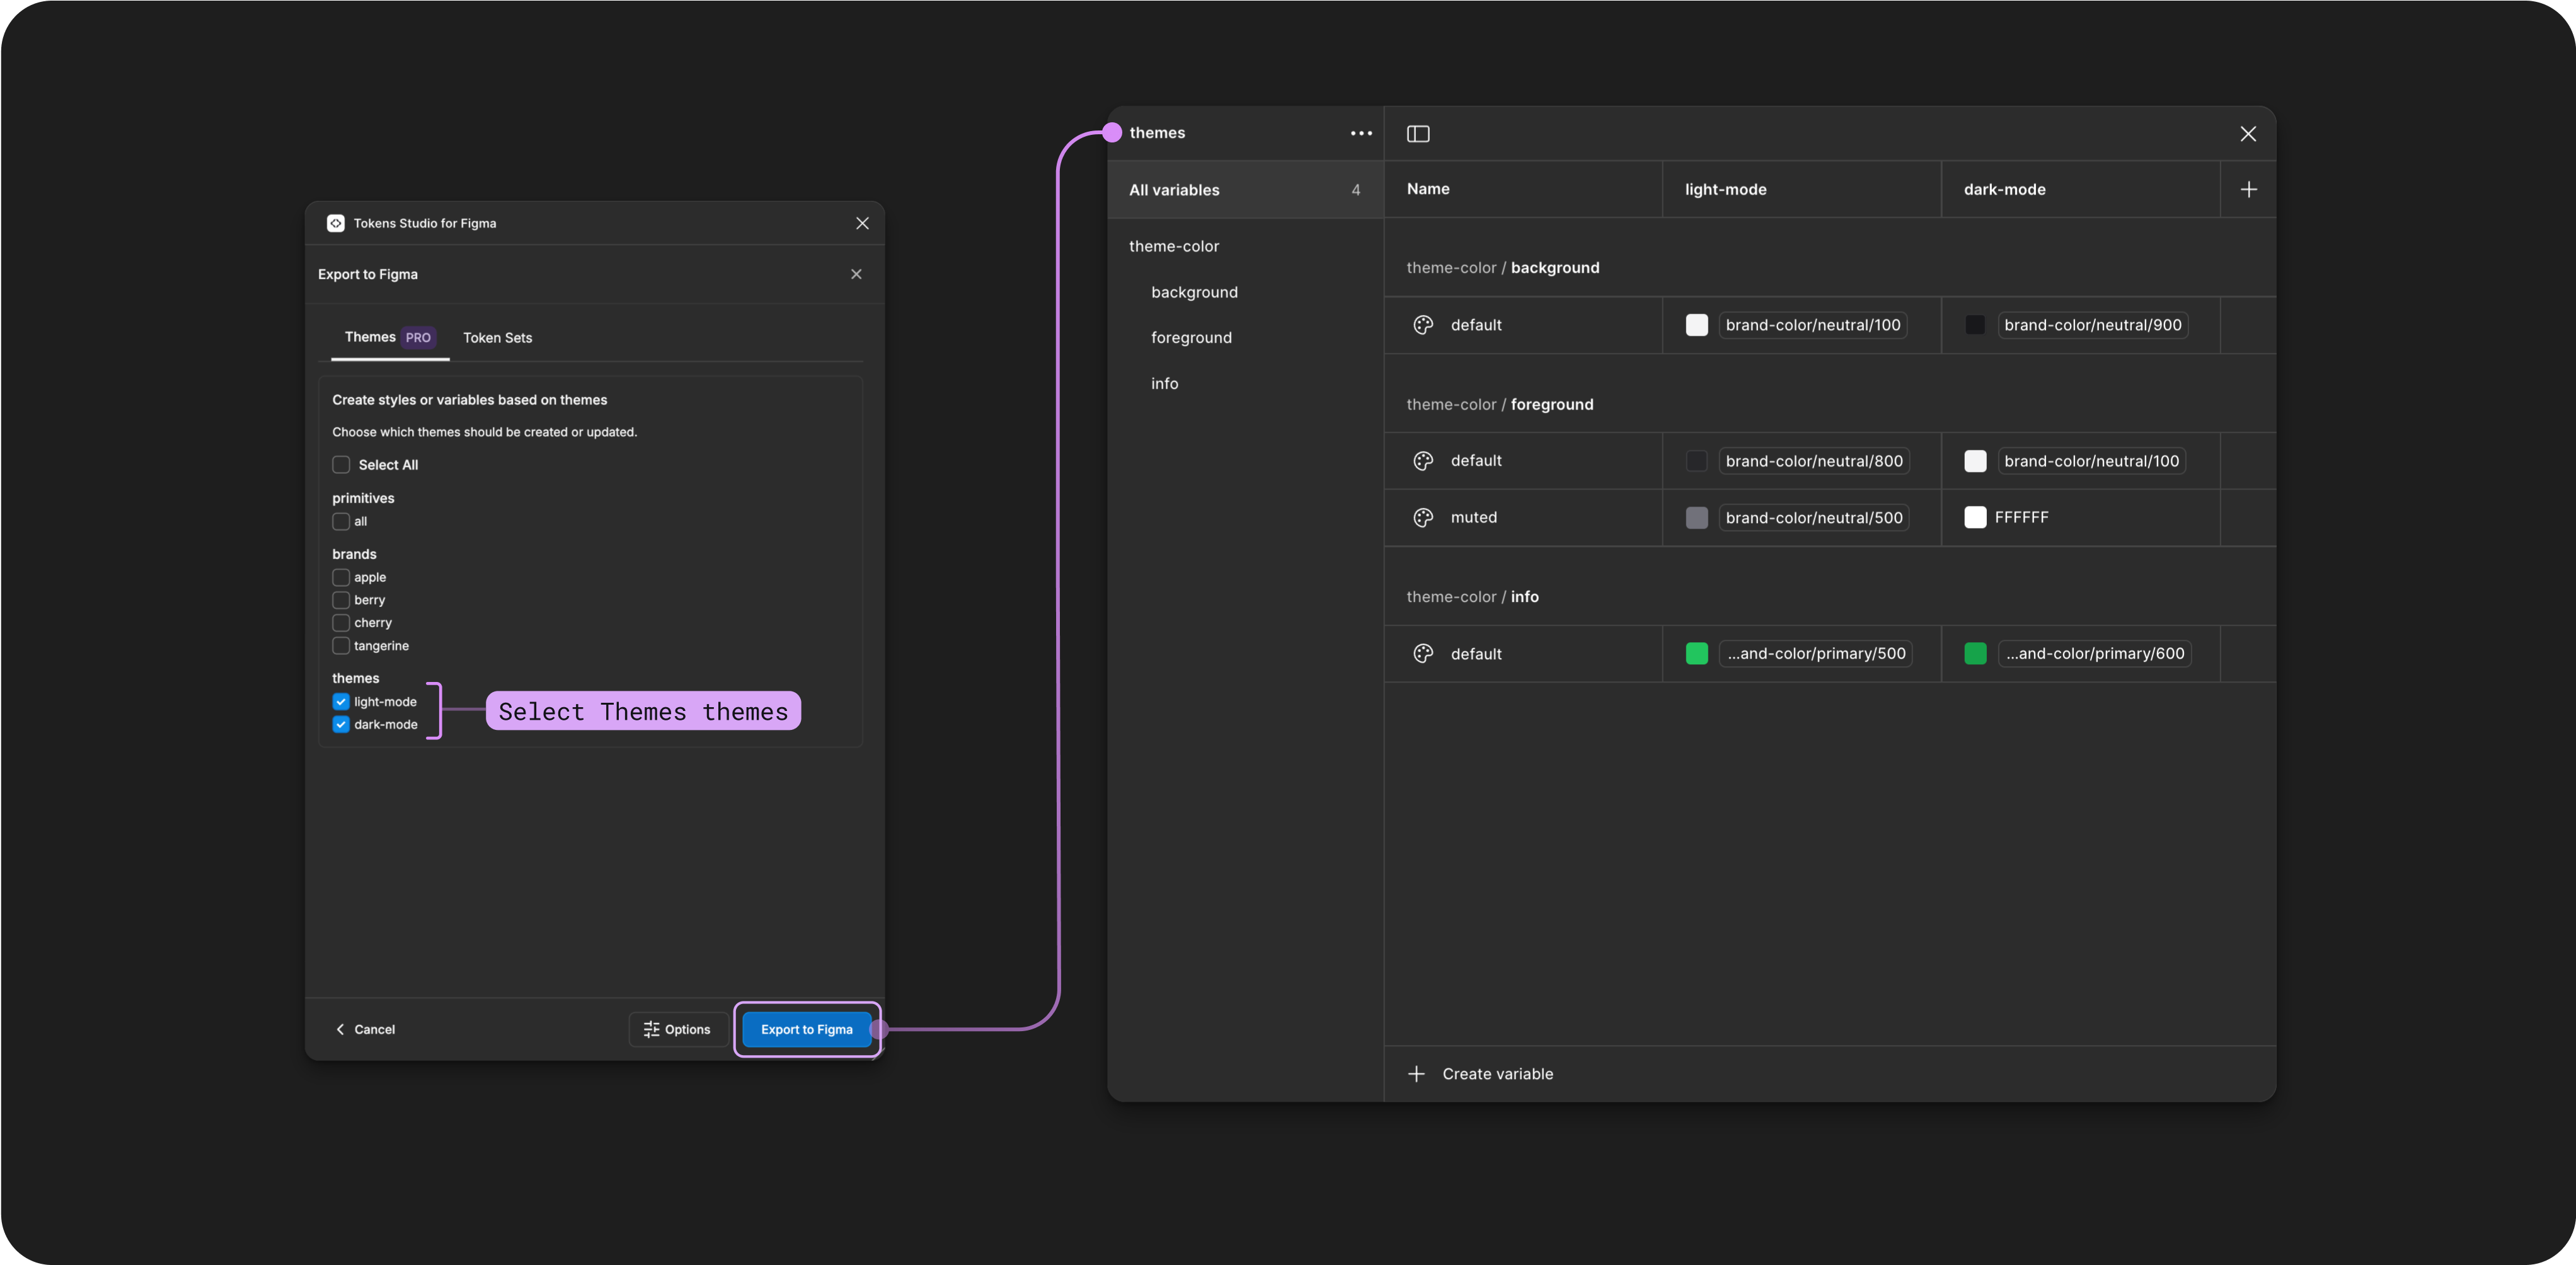 Tokens Studio for Figma
Export to Figma
Themes PRO Token Sets
Create styles or variables based on themes
Choose which themes should be created or updated.
Select All
primitives
all
brands
apple
berry
cherry
tangerine
themes
light-mode
dark-mode
Select Themes themes
Cancel Options Export to Figma
themes
All variables 4
theme-color
background
foreground
info
Name light-mode dark-mode
theme-color / background
default brand-color/neutral/100 brand-color/neutral/900
theme-color / foreground
default brand-color/neutral/800 brand-color/neutral/100
muted brand-color/neutral/500 FFFFFF
theme-color / info
default ...and-color/primary/500 ...and-color/primary/600
Create variable